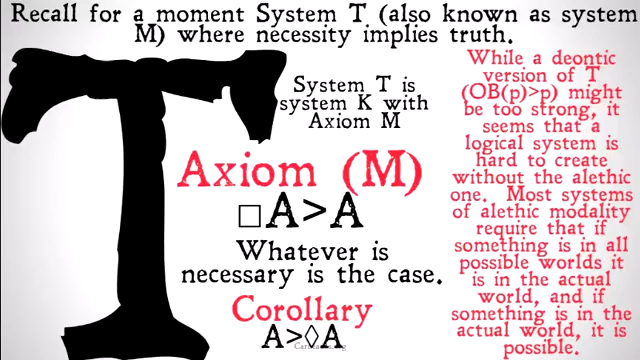 Recall for a moment System T (also known as system
M) where necessity implies truth.
T
System T is
system K with
Axiom M
Axiom (M)
□A>A
Whatever is
necessary is the case.
Corollary
A>◊A
While a deontic
version of T
(OB(p)>p) might
be too strong, it
seems that a
logical system is
hard to create
without the alethic
one. Most systems
of alethic modality
require that if
something is in all
possible worlds it
is in the actual
world, and if
something is in the
actual world, it is
possible.